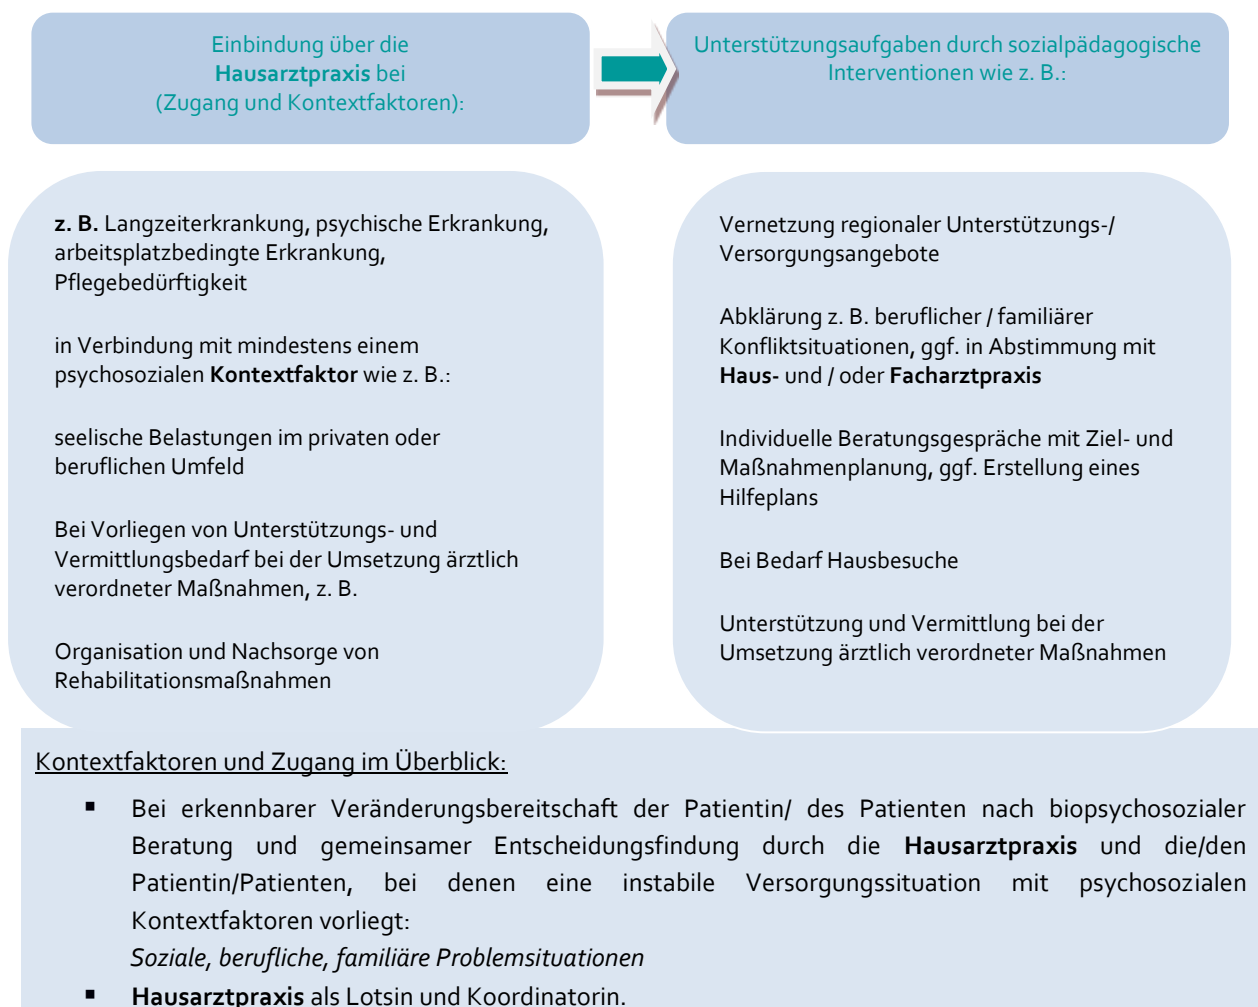 Einbindung über die
Hausarztpraxis bei
(Zugang und Kontextfaktoren):
Unterstützungsaufgaben durch sozialpädagogische
Interventionen wie z. B.:
z. B. Langzeiterkrankung, psychische Erkrankung,
arbeitsplatzbedingte Erkrankung,
Pflegebedürftigkeit
in Verbindung mit mindestens einem
psychosozialen Kontextfaktor wie z. B.:
seelische Belastungen im privaten oder
beruflichen Umfeld
Bei Vorliegen von Unterstützungs- und
Vermittlungsbedarf bei der Umsetzung ärztlich
verordneter Maßnahmen, z. B.
Organisation und Nachsorge von
Rehabilitationsmaßnahmen
Vernetzung regionaler Unterstützungs-/
Versorgungsangebote
Abklärung z. B. beruflicher / familiärer
Konfliktsituationen, ggf. in Abstimmung mit
Haus- und / oder Facharztpraxis
Individuelle Beratungsgespräche mit Ziel- und
Maßnahmenplanung, ggf. Erstellung eines
Hilfeplans
Bei Bedarf Hausbesuche
Unterstützung und Vermittlung bei der
Umsetzung ärztlich verordneter Maßnahmen
Kontextfaktoren und Zugang im Überblick:
▪ Bei erkennbarer Veränderungsbereitschaft der Patientin/ des Patienten nach biopsychosozialer
Beratung und gemeinsamer Entscheidungsfindung durch die Hausarztpraxis und die/den
Patientin/Patienten, bei denen eine instabile Versorgungssituation mit psychosozialen
Kontextfaktoren vorliegt:
Soziale, berufliche, familiäre Problemsituationen
▪ Hausarztpraxis als Lotsin und Koordinatorin.